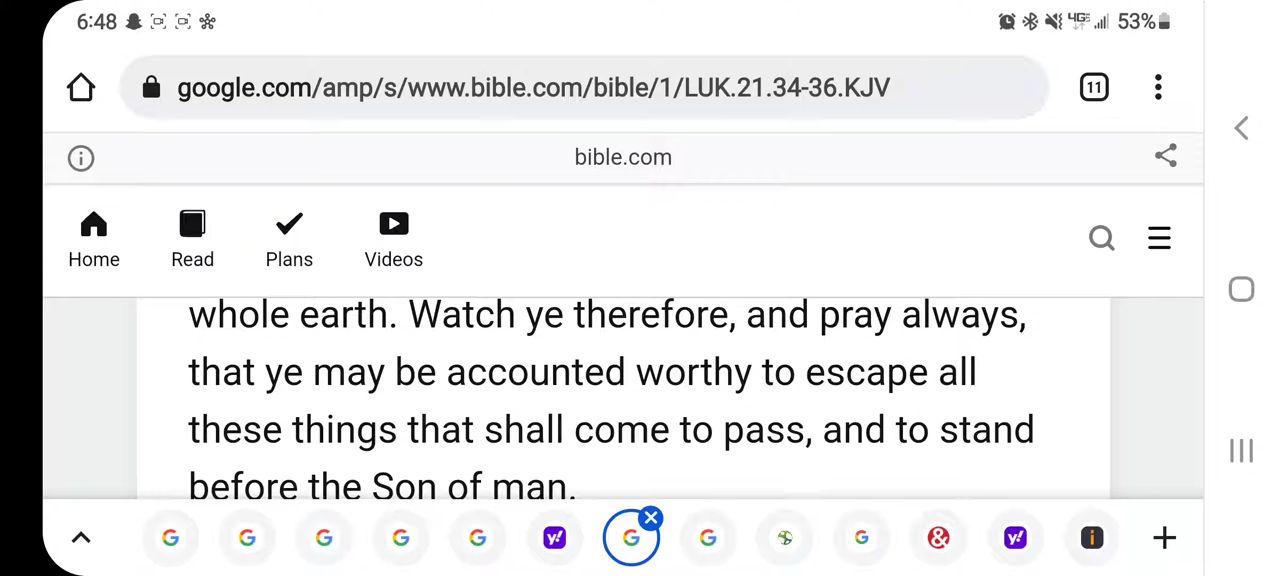 6:48 4GE 53%
google.com/amp/s/www.bible.com/bible/1/LUK.21.34-36.KJV 11
bible.com
Home Read Plans Videos
whole earth. Watch ye therefore, and pray always,
that ye may be accounted worthy to escape all
these things that shall come to pass, and to stand
before the Son of man.
G G G G G y! G G G & y! i